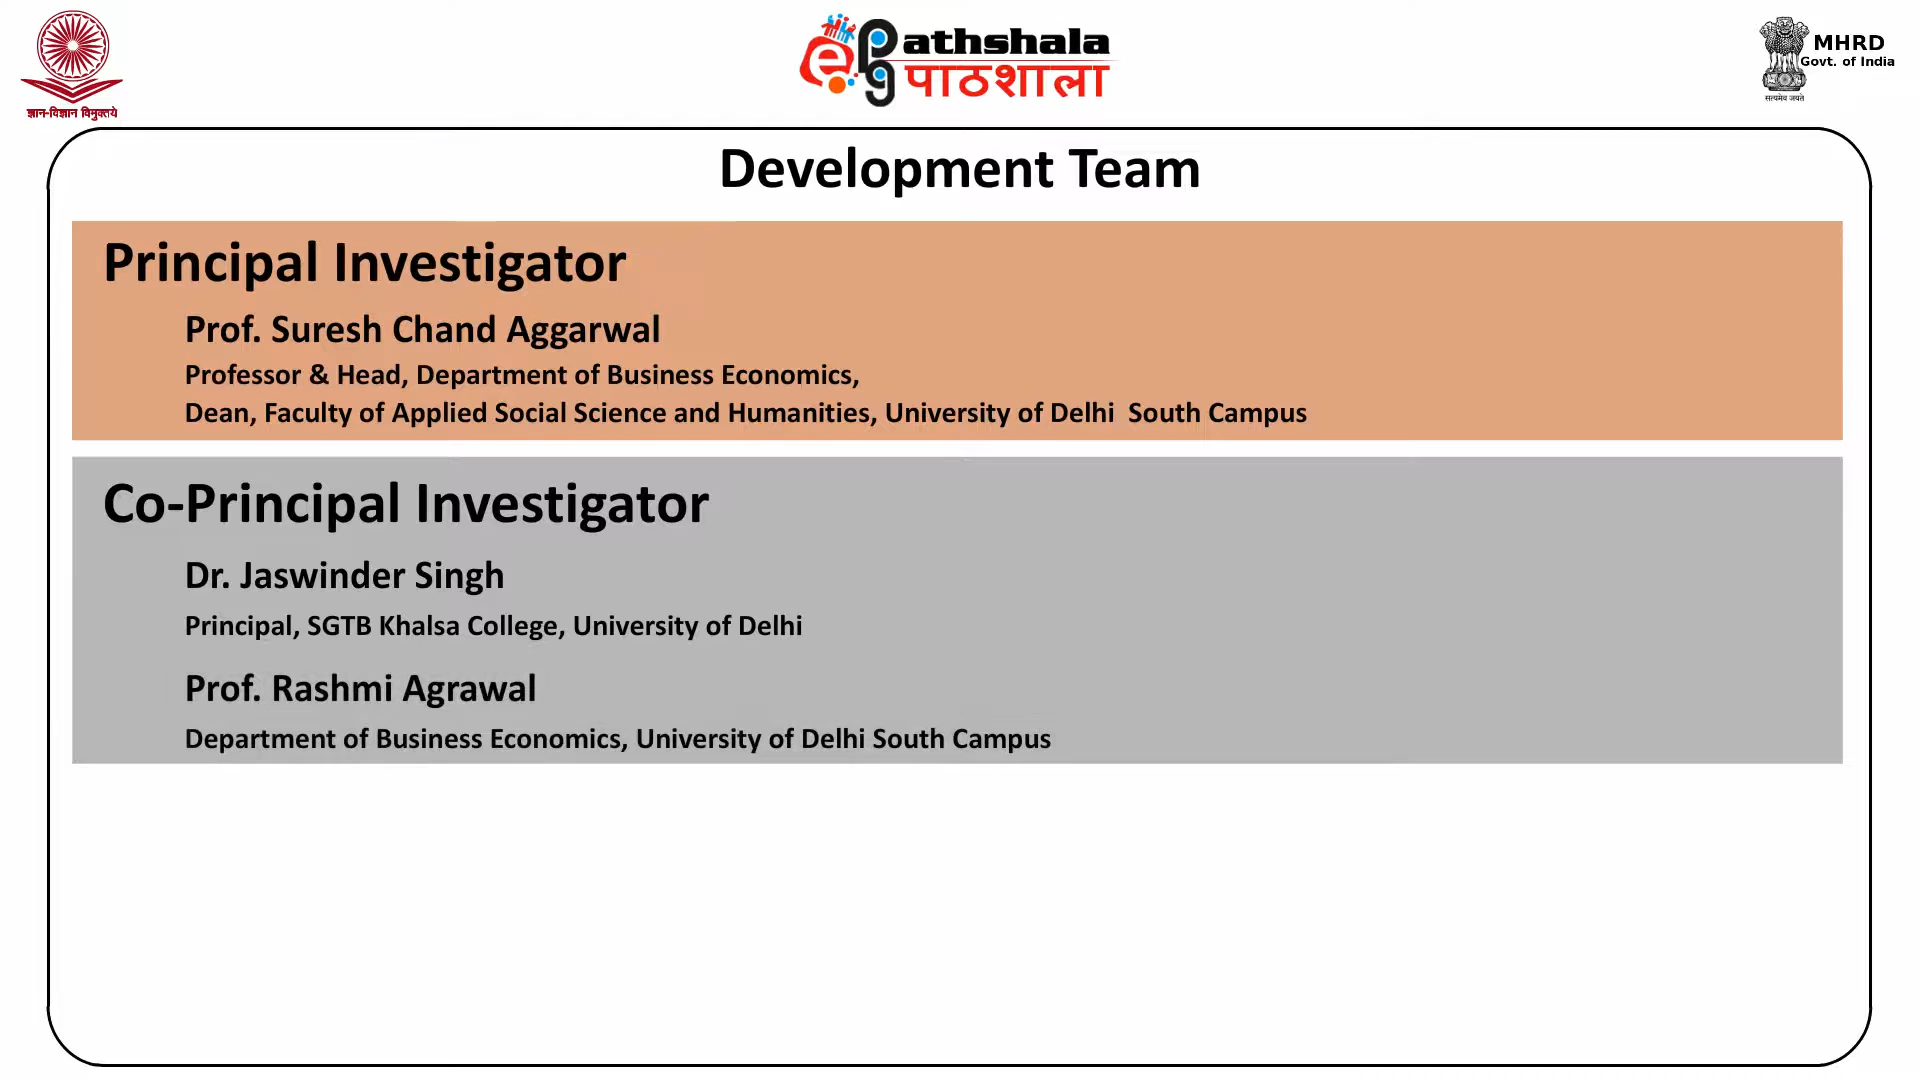 ज्ञान-विज्ञान विमुक्तये
e PG Pathshala
पाठशाला
सत्यमेव जयते
MHRD
Govt. of India
Development Team
Principal Investigator
Prof. Suresh Chand Aggarwal
Professor & Head, Department of Business Economics,
Dean, Faculty of Applied Social Science and Humanities, University of Delhi South Campus
Co-Principal Investigator
Dr. Jaswinder Singh
Principal, SGTB Khalsa College, University of Delhi
Prof. Rashmi Agrawal
Department of Business Economics, University of Delhi South Campus